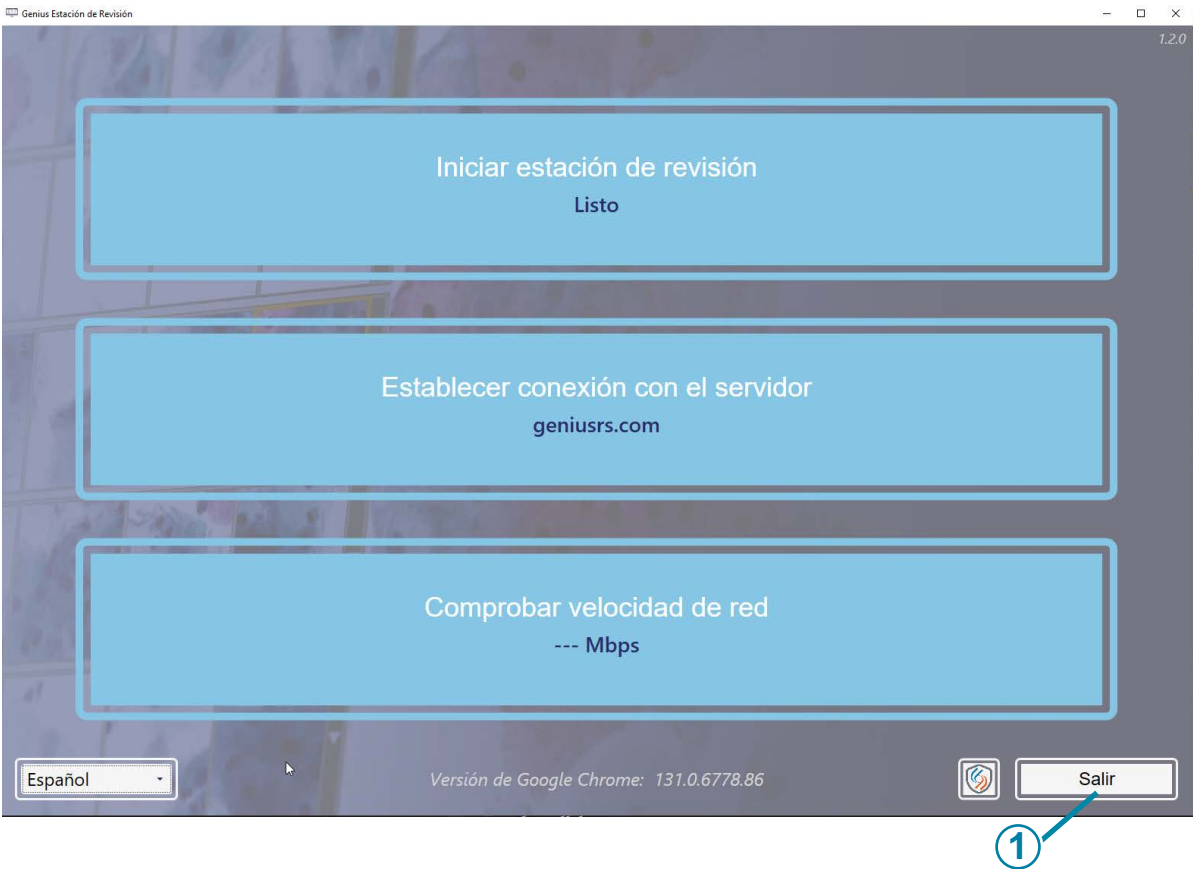 Genius Estación de Revisión
1.2.0
Iniciar estación de revisión
Listo
Establecer conexión con el servidor
geniusrs.com
Comprobar velocidad de red
--- Mbps
Español
Versión de Google Chrome: 131.0.6778.86
Salir
1